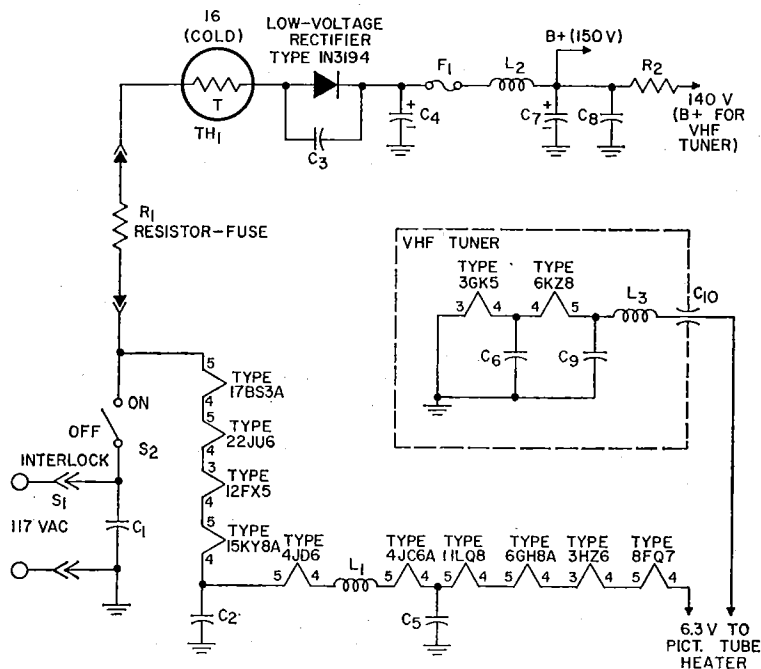 16
(COLD)
T
TH1
LOW-VOLTAGE
RECTIFIER
TYPE IN3194
C3
C4
+
-
F1
L2
B+ (150 V)
C7
+
-
C8
R2
140 V
(B+ FOR
VHF
TUNER)
R1
RESISTOR-FUSE
VHF TUNER
TYPE
3GK5
3 4
TYPE
6KZ8
4 5
L3
C10
C6
C9
ON
OFF
S2
INTERLOCK
S1
117 VAC
C1
5
TYPE
17BS3A
4
5
TYPE
22JU6
4
3
TYPE
12FX5
4
5
TYPE
15KY8A
4
C2
TYPE
4JD6
5 4
L1
TYPE
4JC6A
5 4
C5
TYPE
11LQ8
5 4
TYPE
6GH8A
5 4
TYPE
3HZ6
3 4
TYPE
8FQ7
5 4
6.3 V TO
PICT. TUBE
HEATER